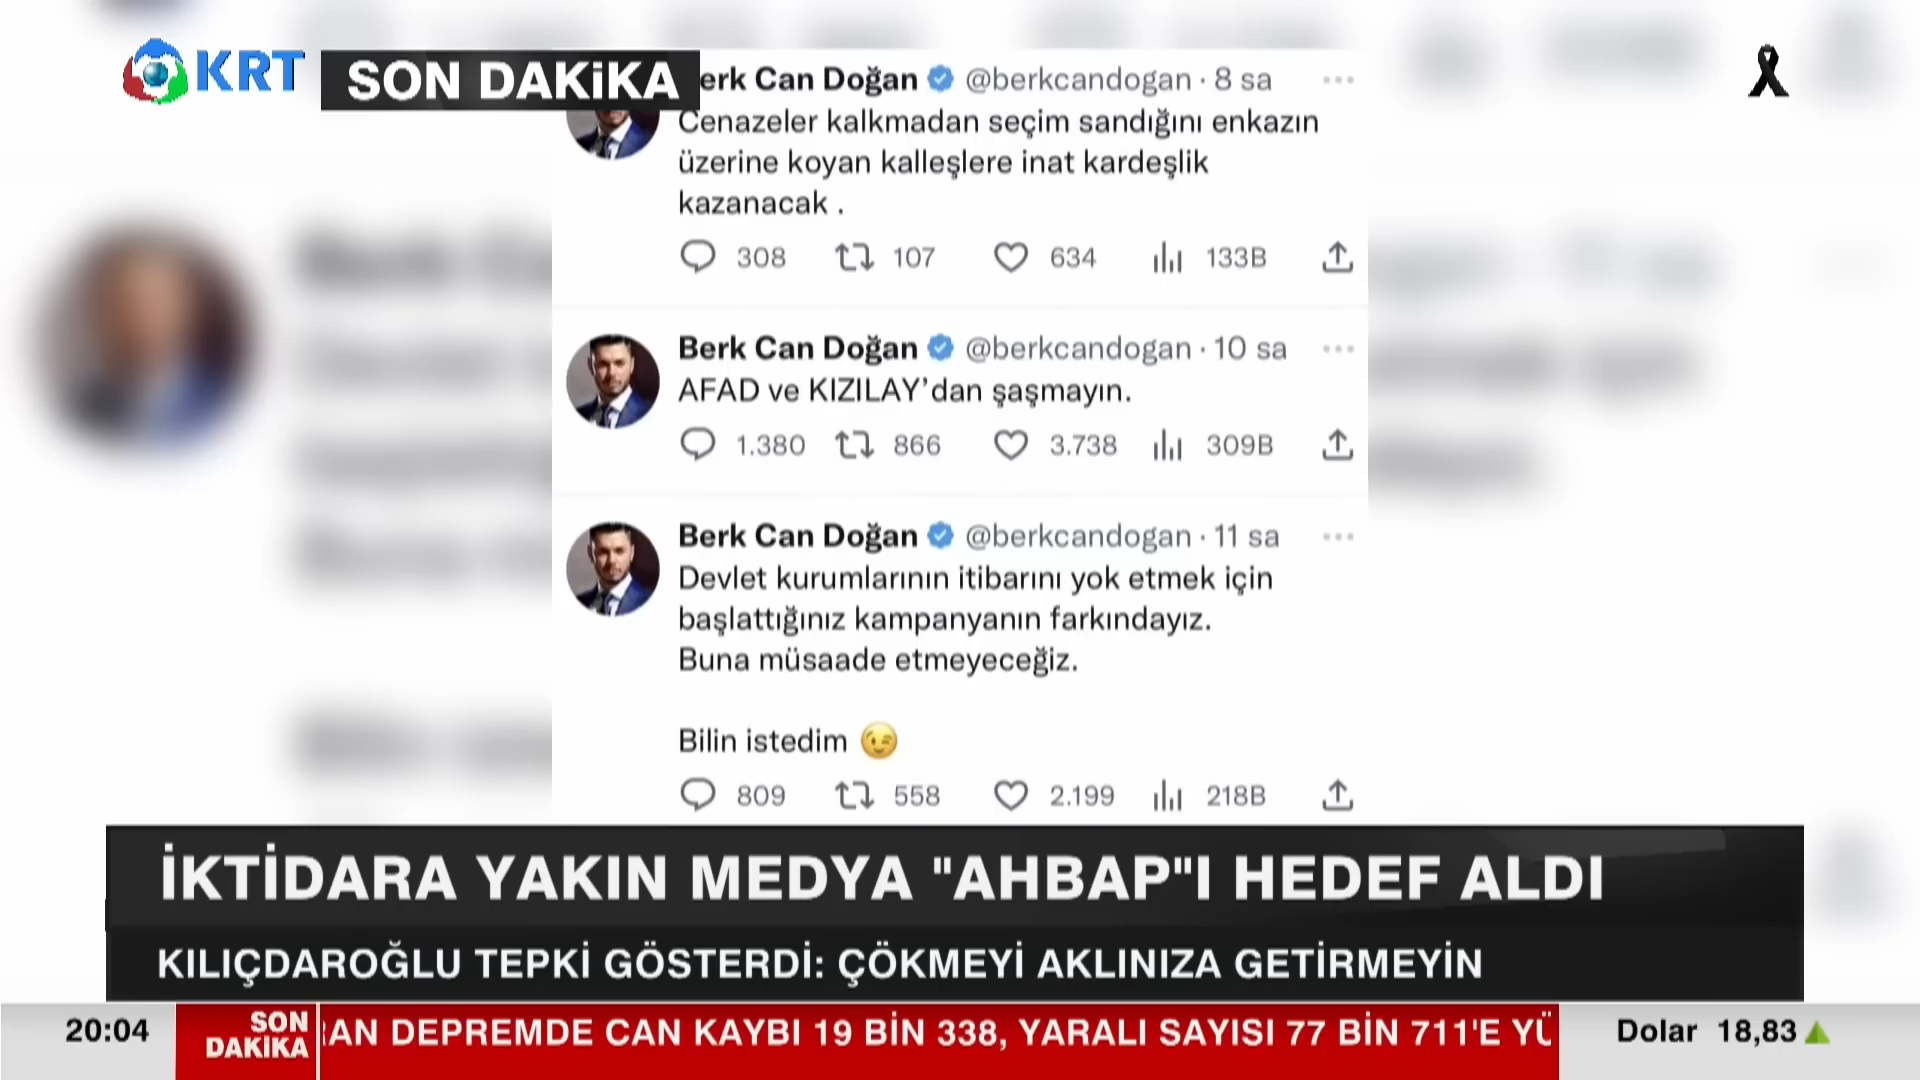 KRT
SON DAKiKA
erk Can Doğan @berkcandogan · 8 sa
Cenazeler kalkmadan seçim sandığını enkazın
üzerine koyan kalleşlere inat kardeşlik
kazanacak .
308 107 634 133B
Berk Can Doğan @berkcandogan · 10 sa
AFAD ve KIZILAY'dan şaşmayın.
1.380 866 3.738 309B
Berk Can Doğan @berkcandogan · 11 sa
Devlet kurumlarının itibarını yok etmek için
başlattığınız kampanyanın farkındayız.
Buna müsaade etmeyeceğiz.
Bilin istedim 😉
809 558 2.199 218B
İKTİDARA YAKIN MEDYA "AHBAP"I HEDEF ALDI
KILIÇDAROĞLU TEPKİ GÖSTERDİ: ÇÖKMEYİ AKLINIZA GETİRMEYİN
20:04
SON
DAKİKA
RAN DEPREMDE CAN KAYBI 19 BİN 338, YARALI SAYISI 77 BİN 711'E YÜ
Dolar 18,83